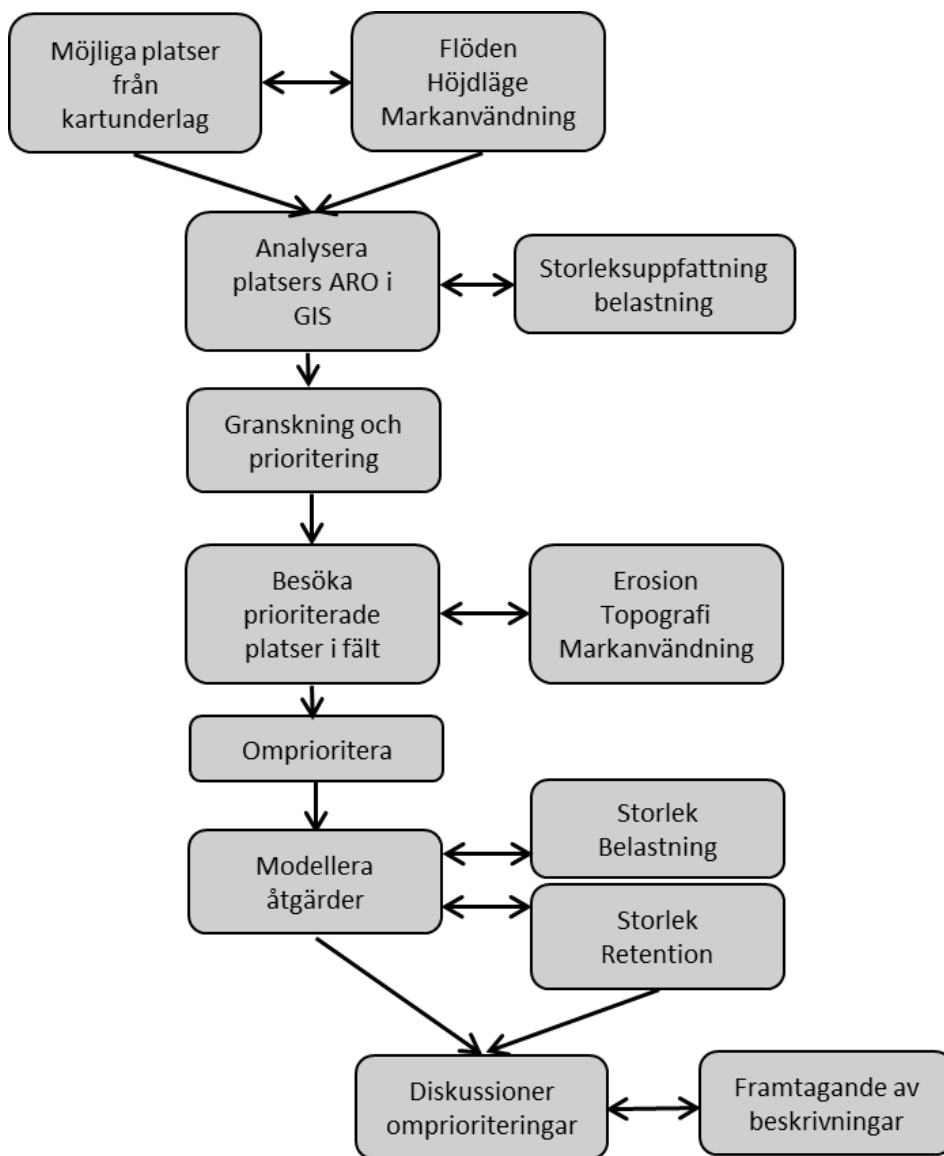 Möjliga platser
från
kartunderlag
Flöden
Höjdläge
Markanvändning
Analysera
platsers ARO i
GIS
Storleksuppfattning
belastning
Granskning och
prioritering
Besöka
prioriterade
platser i fält
Erosion
Topografi
Markanvändning
Omprioritera
Modellera
åtgärder
Storlek
Belastning
Storlek
Retention
Diskussioner
omprioriteringar
Framtagande av
beskrivningar